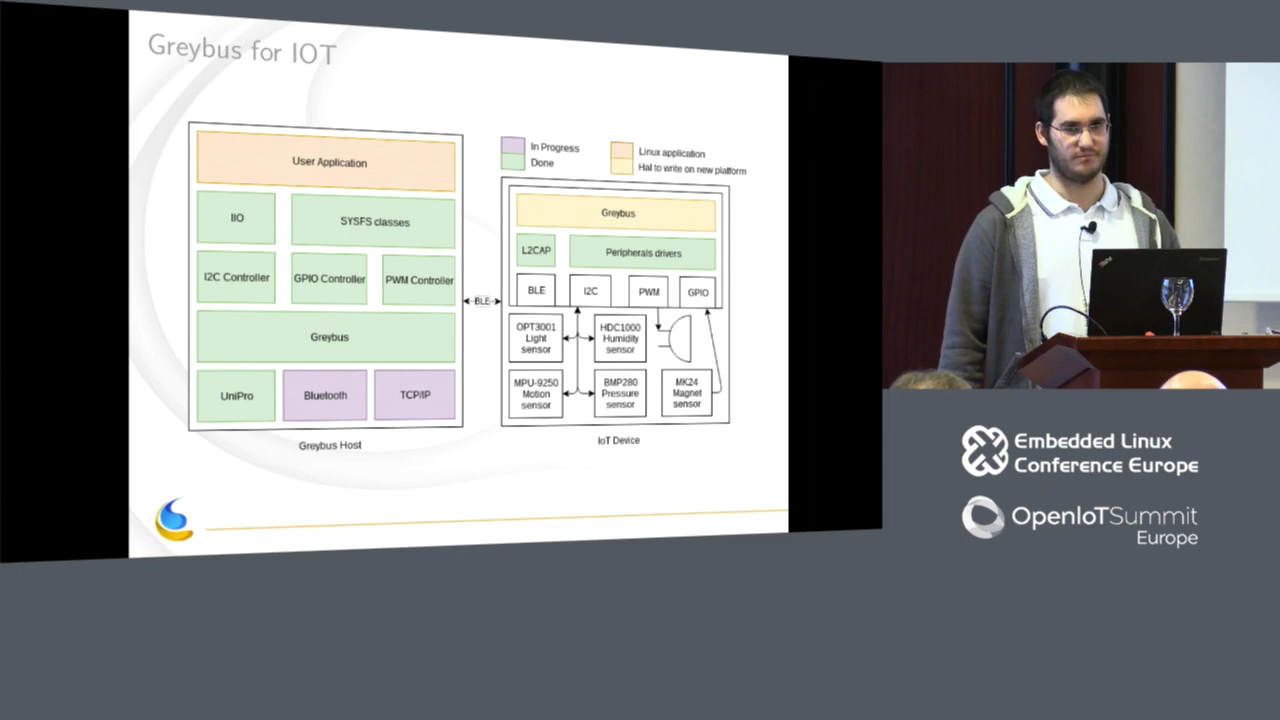 Greybus for IOT
In Progress
Done
Linux application
Hal to write on new platform
User Application
IIO
SYSFS classes
I2C Controller
GPIO Controller
PWM Controller
Greybus
UniPro
Bluetooth
TCP/IP
Greybus Host
BLE
Greybus
L2CAP
Peripherals drivers
BLE
I2C
PWM
GPIO
OPT3001
Light
sensor
HDC1000
Humidity
sensor
MPU-9250
Motion
sensor
BMP280
Pressure
sensor
MK24
Magnet
sensor
IoT Device
Embedded Linux
Conference Europe
OpenIoTSummit
Europe